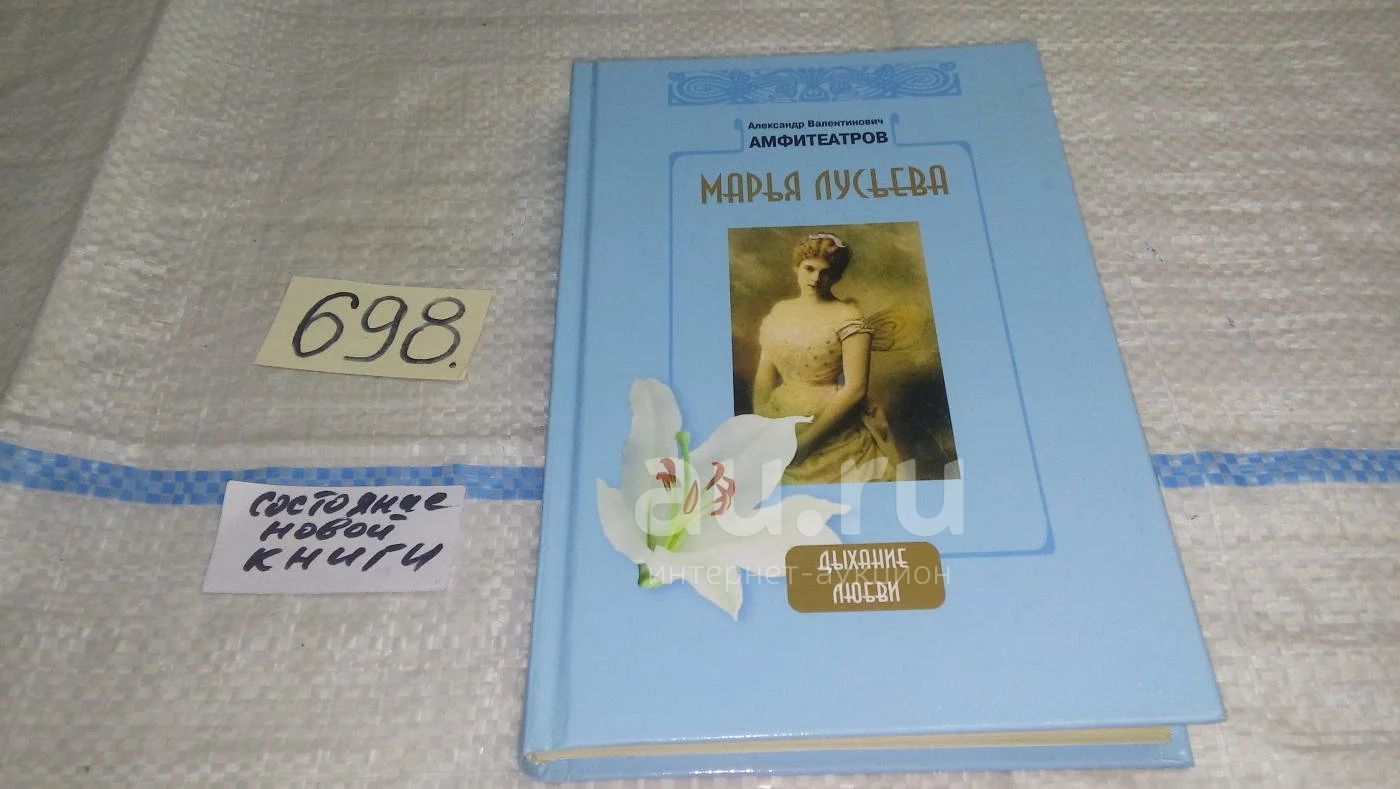 Александр Валентинович
АМФИТЕАТРОВ
МАРЬЯ ЛУСЬЕВА
698.
состояние
новой
книги
au.ru
интернет-аукцион
ДЫХАНИЕ
ЛЮБВИ